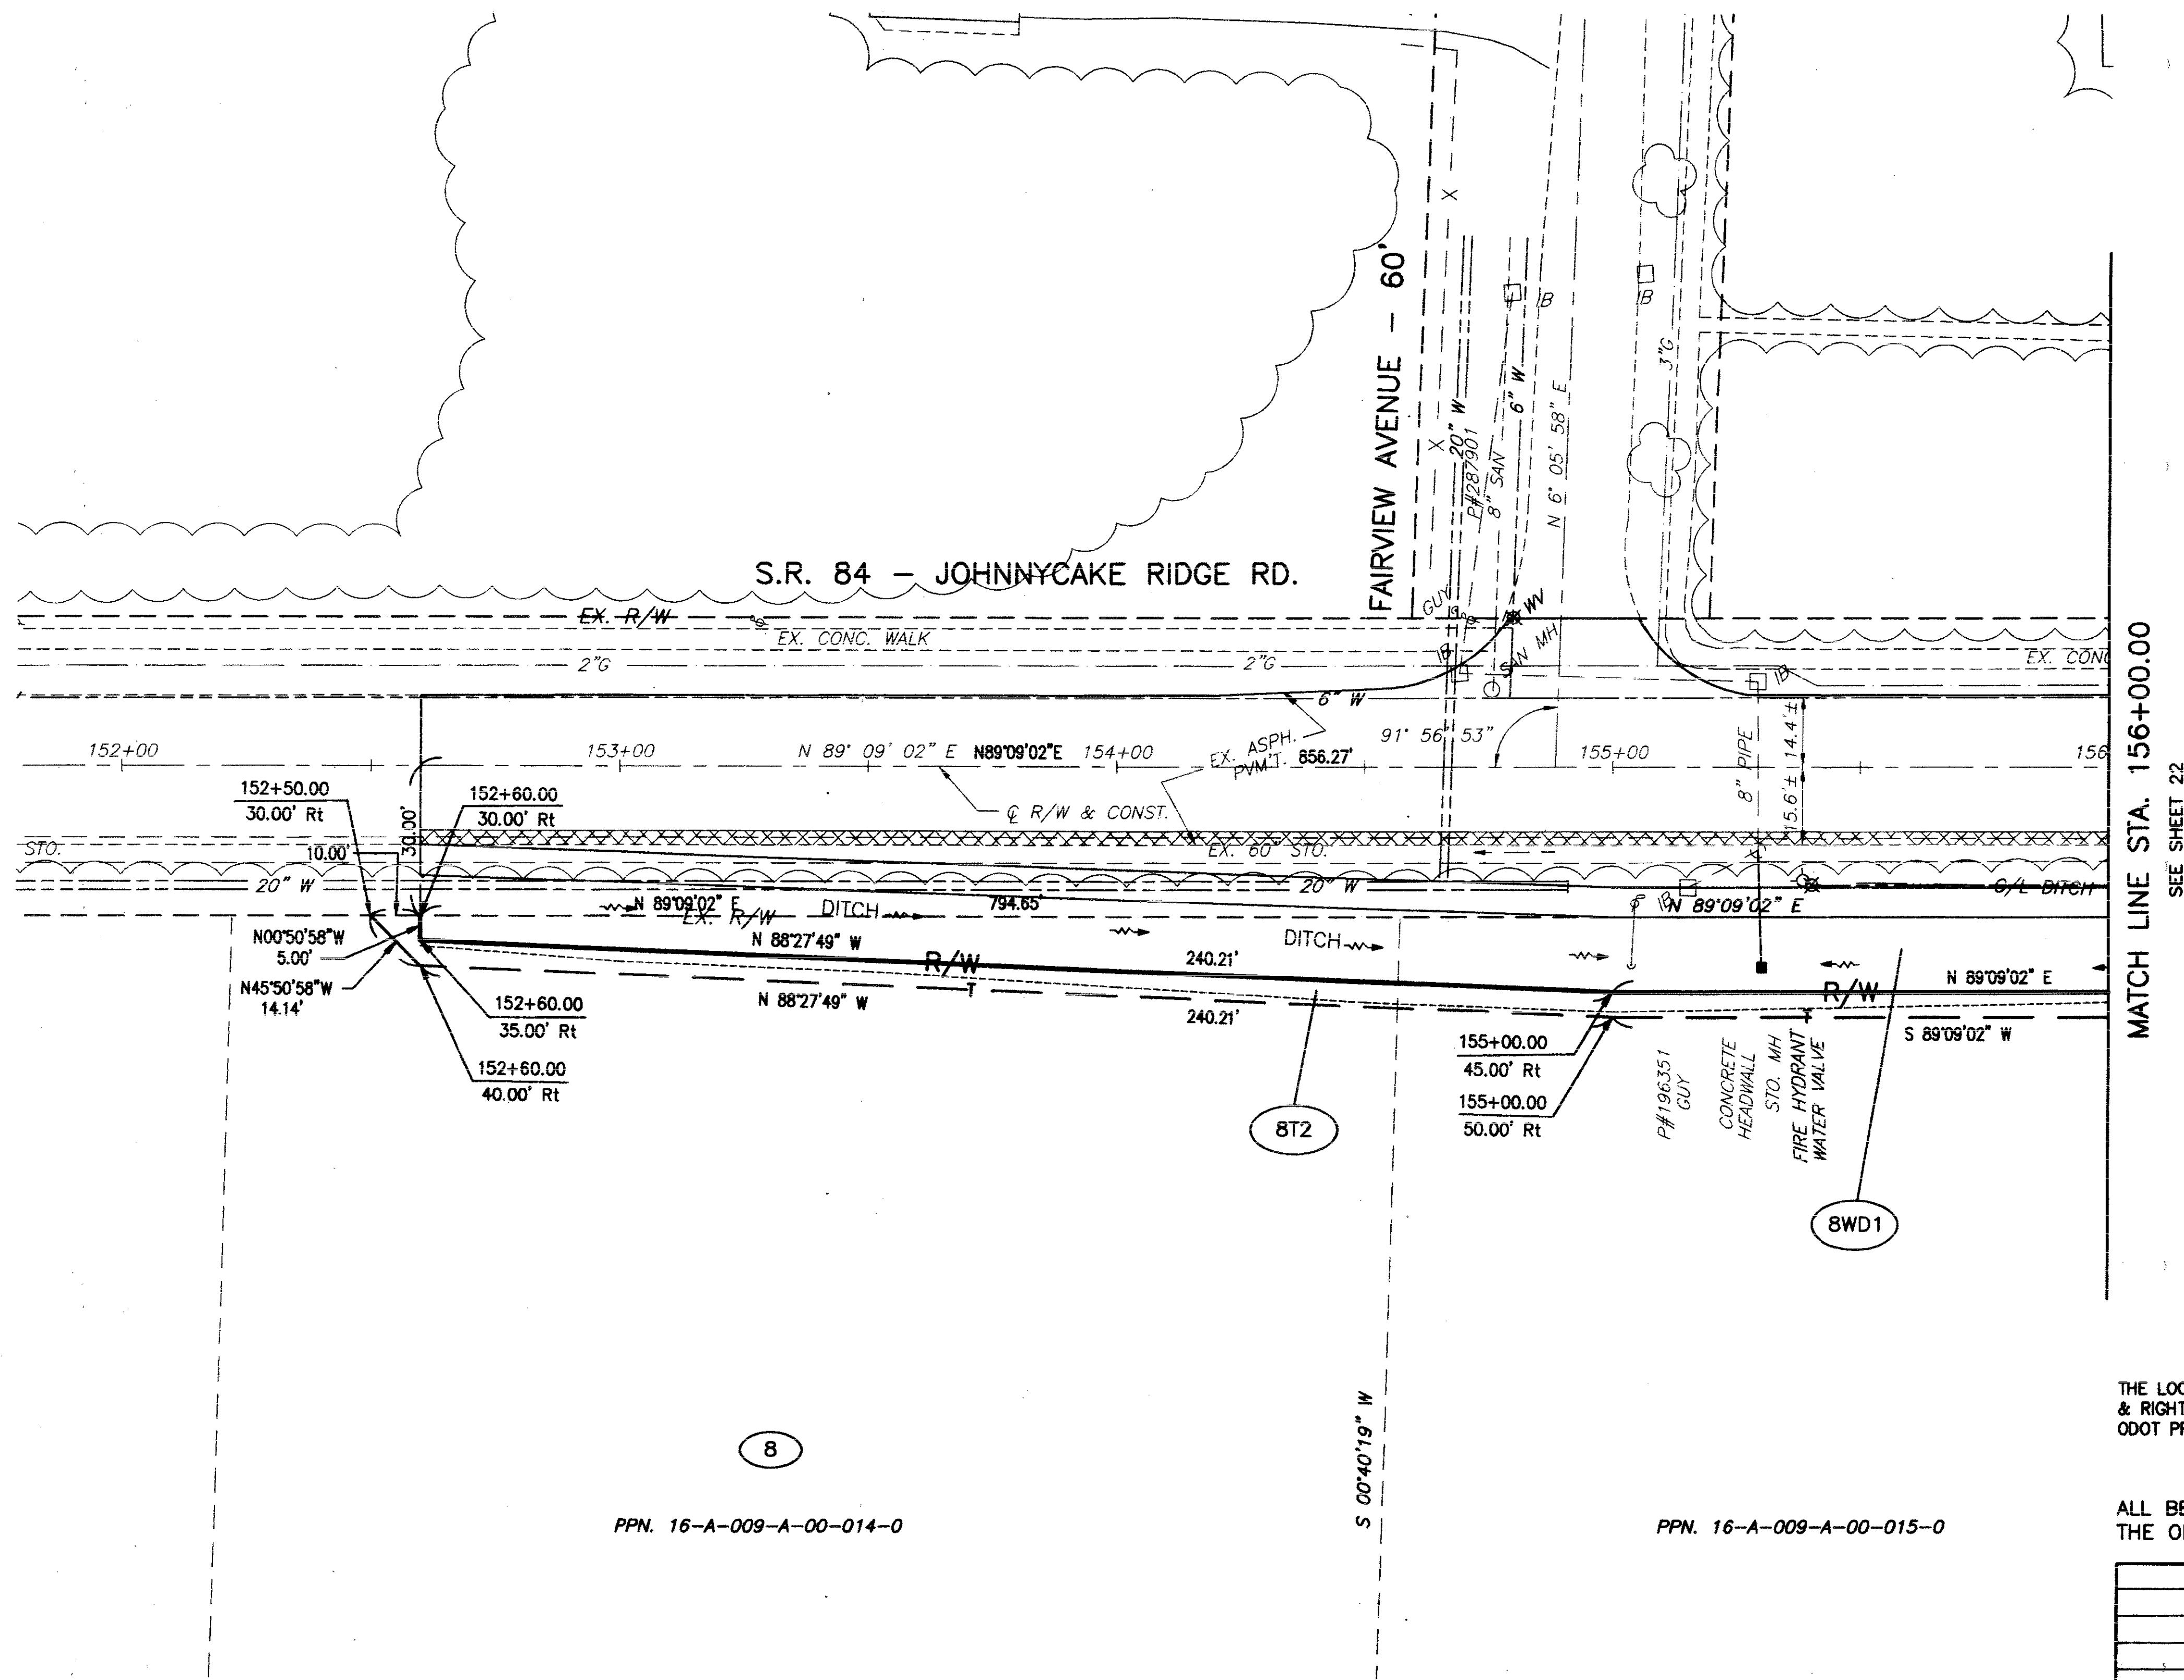 FAIRVIEW AVENUE - 60'
X
X
20" W
P#287901
8" SAN
6" W
N 6° 05' 58" E
IB
IB
3"G
S.R. 84 - JOHNNYCAKE RIDGE RD.
EX. R/W
EX. CONC. WALK
2"G
2"G
GUY
WV
IB
SAN MH
IB
EX. CONC
6" W
152+00
153+00
N 89° 09' 02" E
N89°09'02"E
154+00
EX. ASPH.
PVM'T.
856.27'
91° 56' 53"
155+00
8" PIPE
14.4'±
15.6'±
156
MATCH LINE STA. 156+00.00
SEE SHEET 22
152+50.00
30.00' Rt
152+60.00
30.00' Rt
30.00'
10.00'
℄ R/W & CONST.
STO.
EX. 60" STO.
20" W
20" W
C/L DITCH
N 89°09'02" E
EX. R/W
DITCH
794.65'
IB
N 89°09'02" E
N00°50'58"W
5.00'
N45°50'58"W
14.14'
N 88°27'49" W
R/W
240.21'
DITCH
N 88°27'49" W
T
240.21'
R/W
N 89°09'02" E
T
S 89°09'02" W
152+60.00
35.00' Rt
152+60.00
40.00' Rt
155+00.00
45.00' Rt
155+00.00
50.00' Rt
P#196351
GUY
CONCRETE
HEADWALL
STO. MH
FIRE HYDRANT
WATER VALVE
8T2
8WD1
S 00°40'19" W
8
PPN. 16-A-009-A-00-014-0
PPN. 16-A-009-A-00-015-0
THE LOC
& RIGHT
ODOT PR
ALL BE
THE O